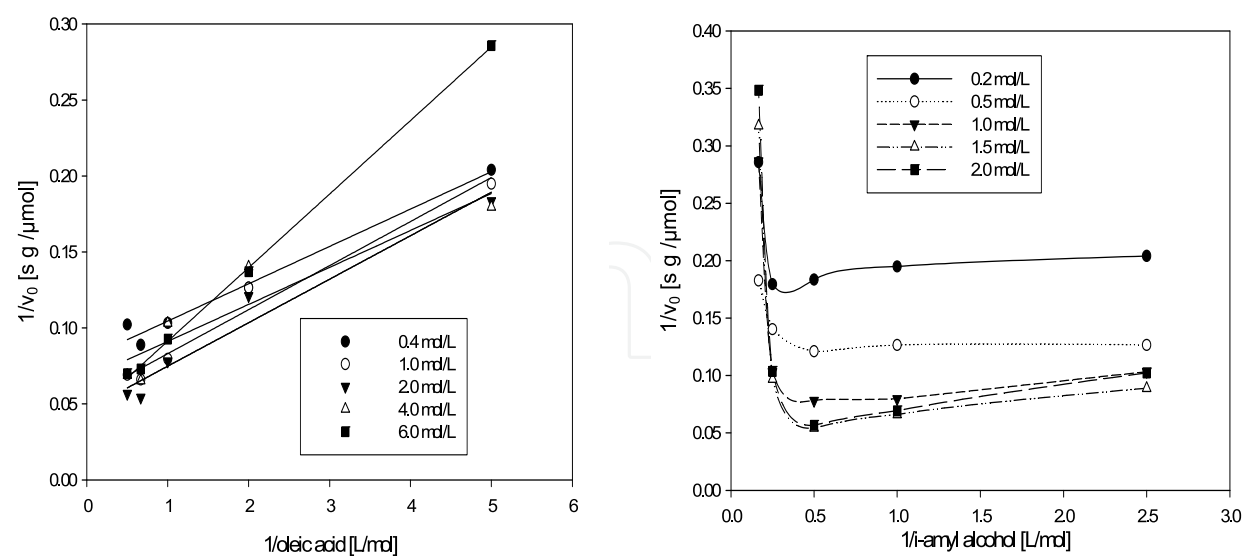 0.30
0.25
0.20
0.15
0.10
0.05
0.00
1/v0 [s g /µmol]
0 1 2 3 4 5 6
1/oleic acid [L/mol]
0.4 mol/L
1.0 mol/L
2.0 mol/L
4.0 mol/L
6.0 mol/L
0.40
0.35
0.30
0.25
0.20
0.15
0.10
0.05
0.00
1/v0 [s g /µmol]
0.0 0.5 1.0 1.5 2.0 2.5 3.0
1/i-amyl alcohol [L/mol]
0.2 mol/L
0.5 mol/L
1.0 mol/L
1.5 mol/L
2.0 mol/L